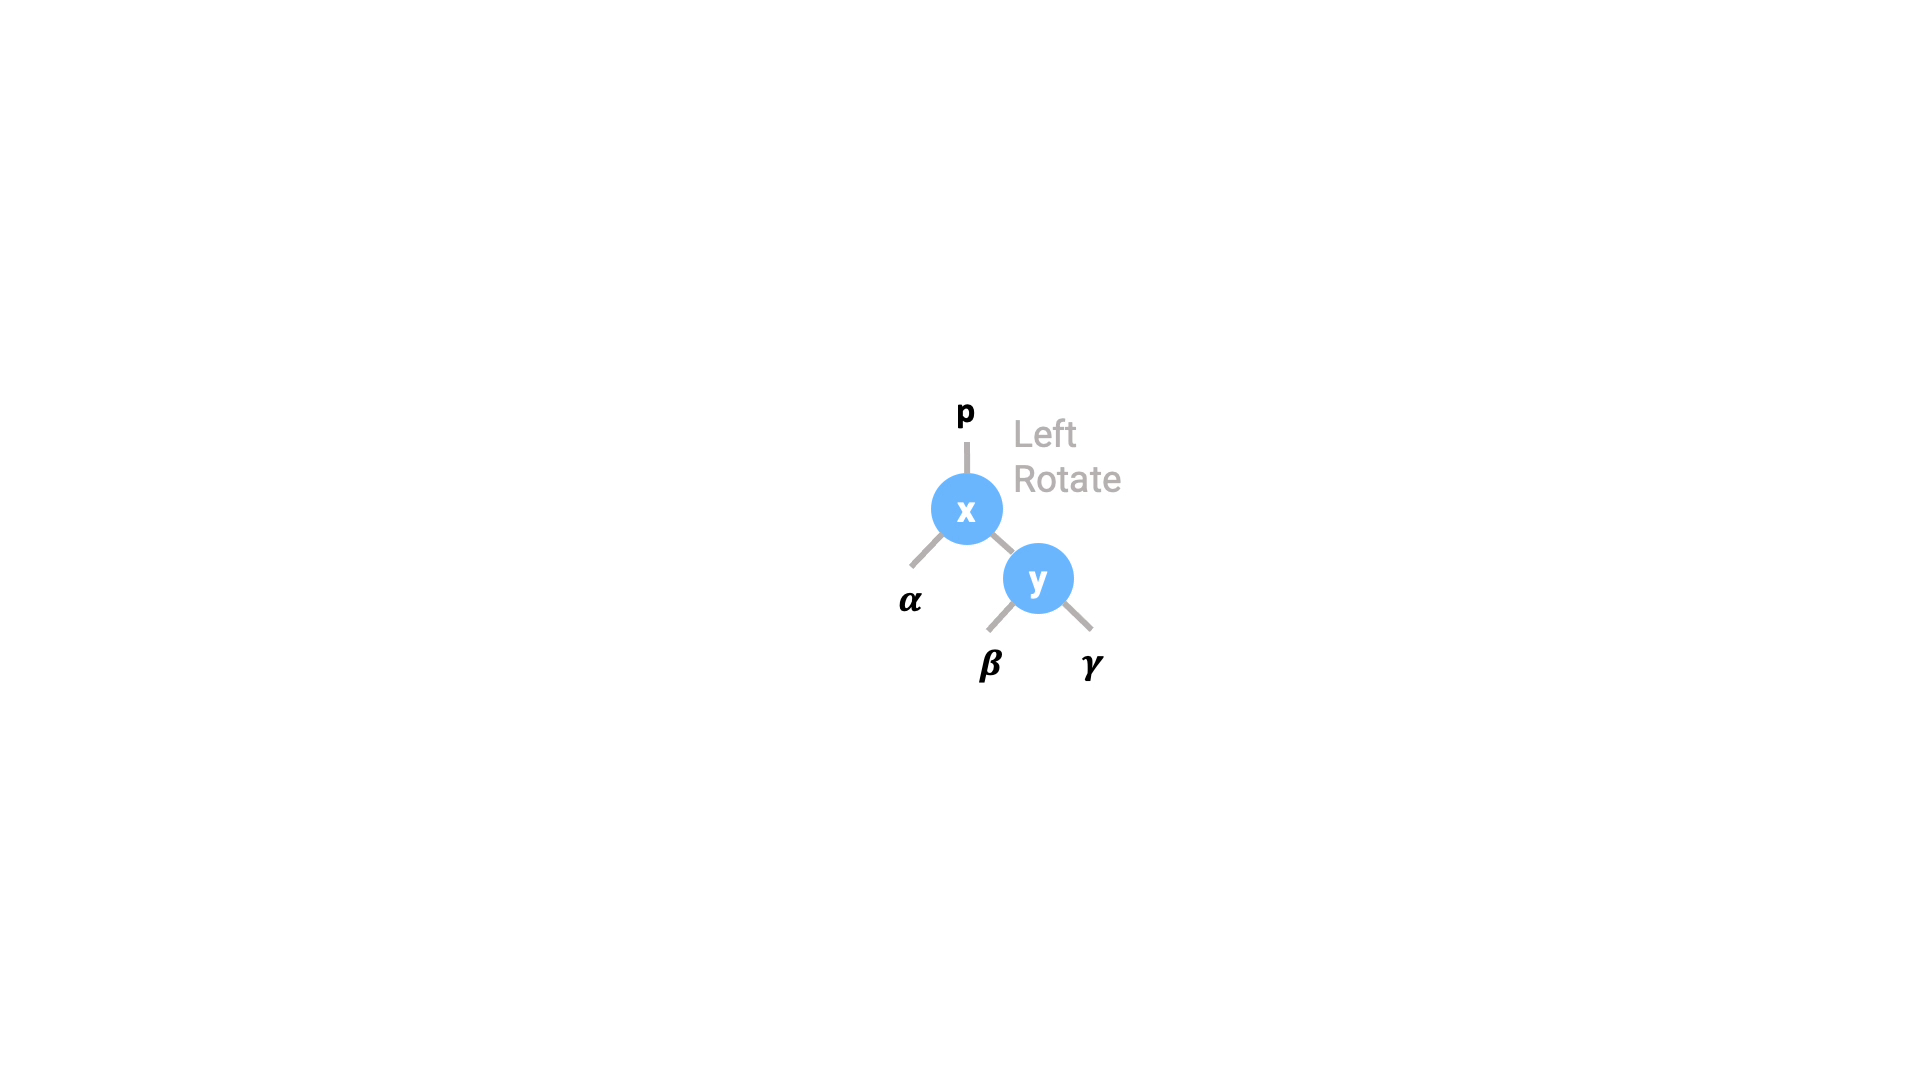 p
Left
Rotate
x
y
α
β
γ